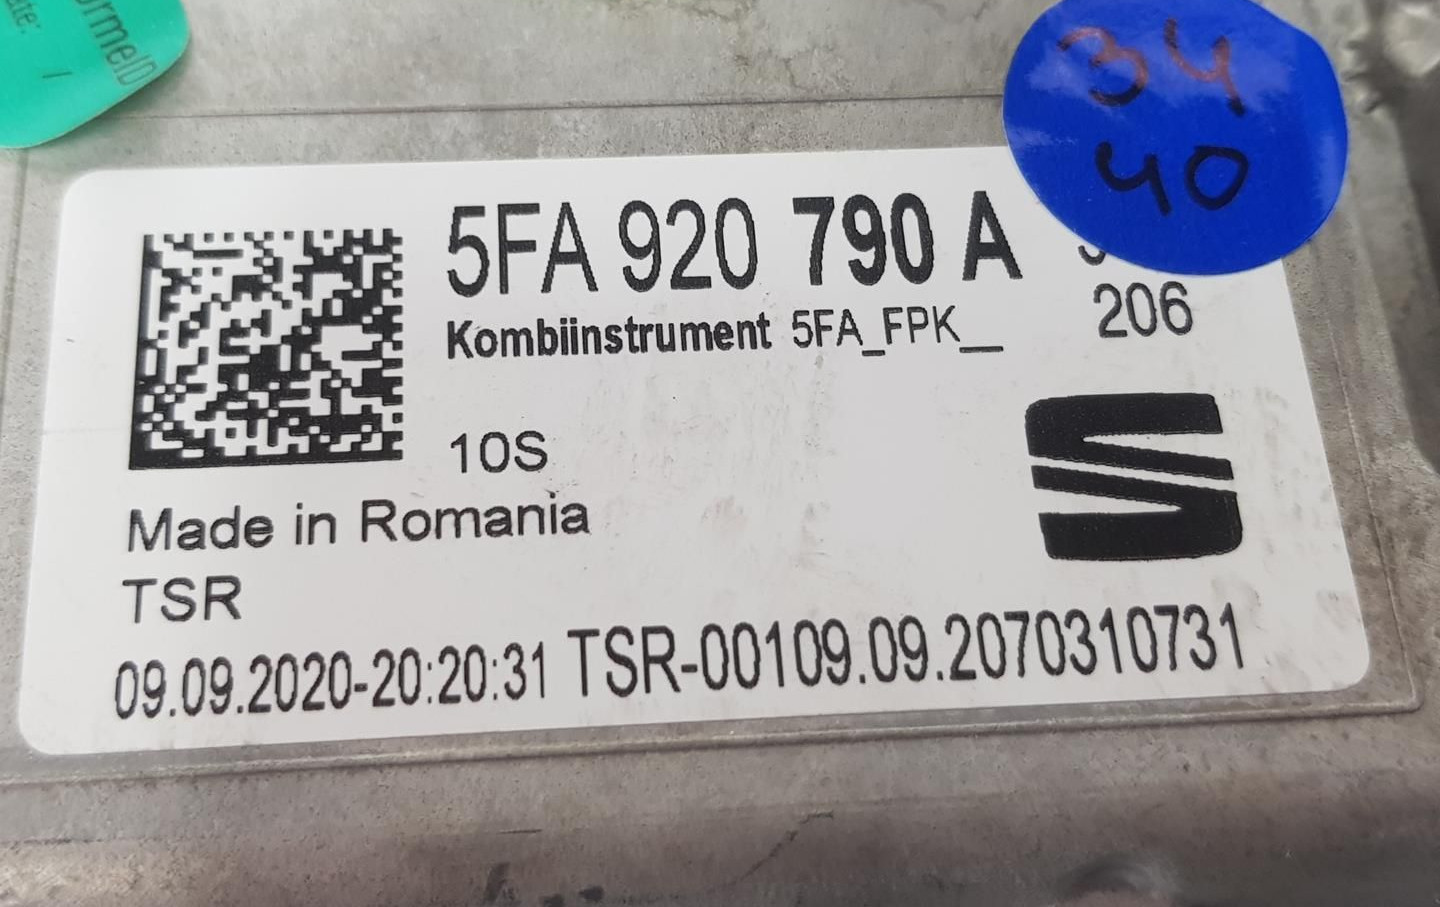 34
40
5FA 920 790 A
Kombiinstrument 5FA_FPK__
206
10S
Made in Romania
TSR
09.09.2020-20:20:31 TSR-00109.09.2070310731